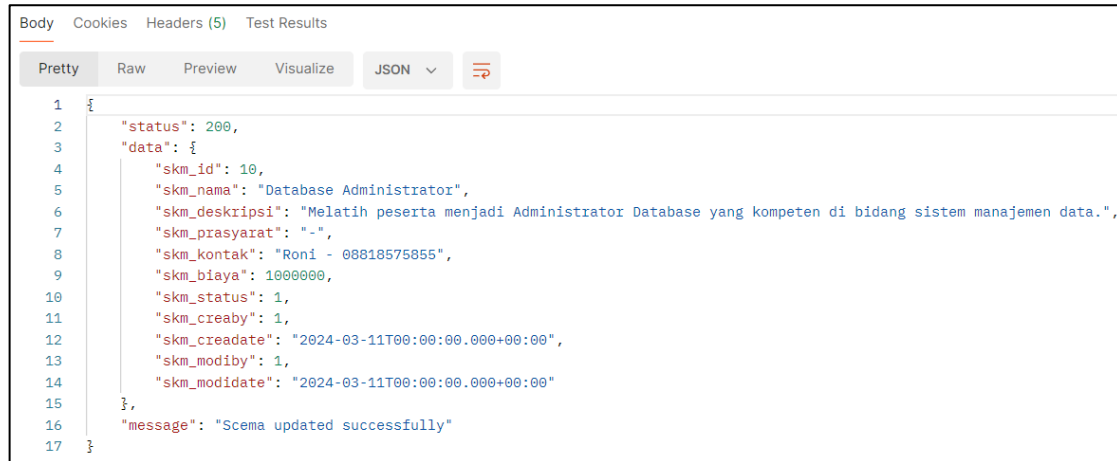 Body Cookies Headers (5) Test Results
Pretty Raw Preview Visualize JSON
1 {
2 "status": 200,
3 "data": {
4 "skm_id": 10,
5 "skm_nama": "Database Administrator",
6 "skm_deskripsi": "Melatih peserta menjadi Administrator Database yang kompeten di bidang sistem manajemen data.",
7 "skm_prasyarat": "-",
8 "skm_kontak": "Roni - 08818575855",
9 "skm_biaya": 1000000,
10 "skm_status": 1,
11 "skm_creaby": 1,
12 "skm_creadate": "2024-03-11T00:00:00.000+00:00",
13 "skm_modiby": 1,
14 "skm_modidate": "2024-03-11T00:00:00.000+00:00"
15 },
16 "message": "Scema updated successfully"
17 }